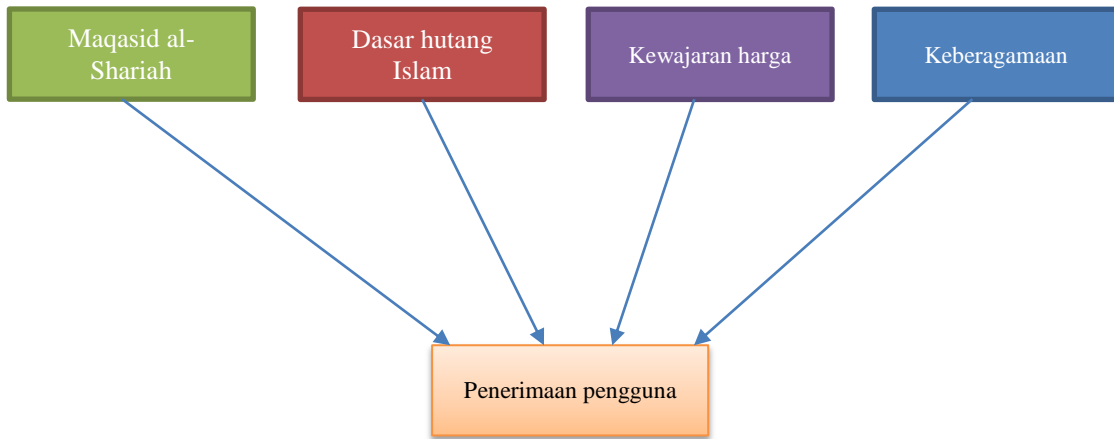 Maqasid al-
Shariah
Dasar hutang
Islam
Kewajaran harga
Keberagamaan
Penerimaan pengguna